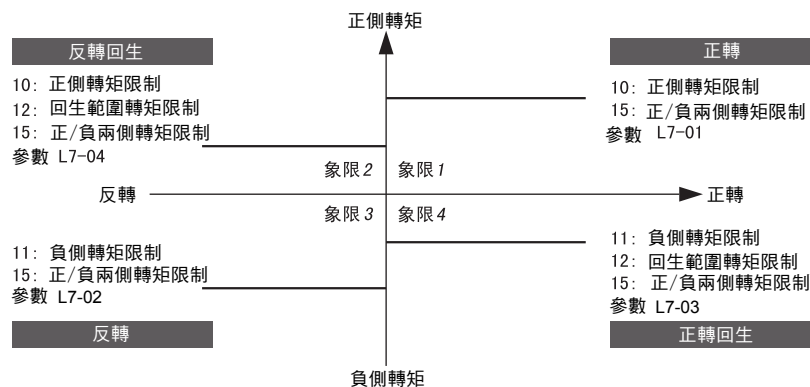 正側轉矩
反轉回生
10: 正側轉矩限制
12: 回生範圍轉矩限制
15: 正/負兩側轉矩限制
參數 L7-04
正轉
10: 正側轉矩限制
15: 正/負兩側轉矩限制
參數 L7-01
象限2
象限1
反轉
正轉
象限3
象限4
11: 負側轉矩限制
15: 正/負兩側轉矩限制
參數 L7-02
反轉
11: 負側轉矩限制
12: 回生範圍轉矩限制
15: 正/負兩側轉矩限制
參數 L7-03
正轉回生
負側轉矩